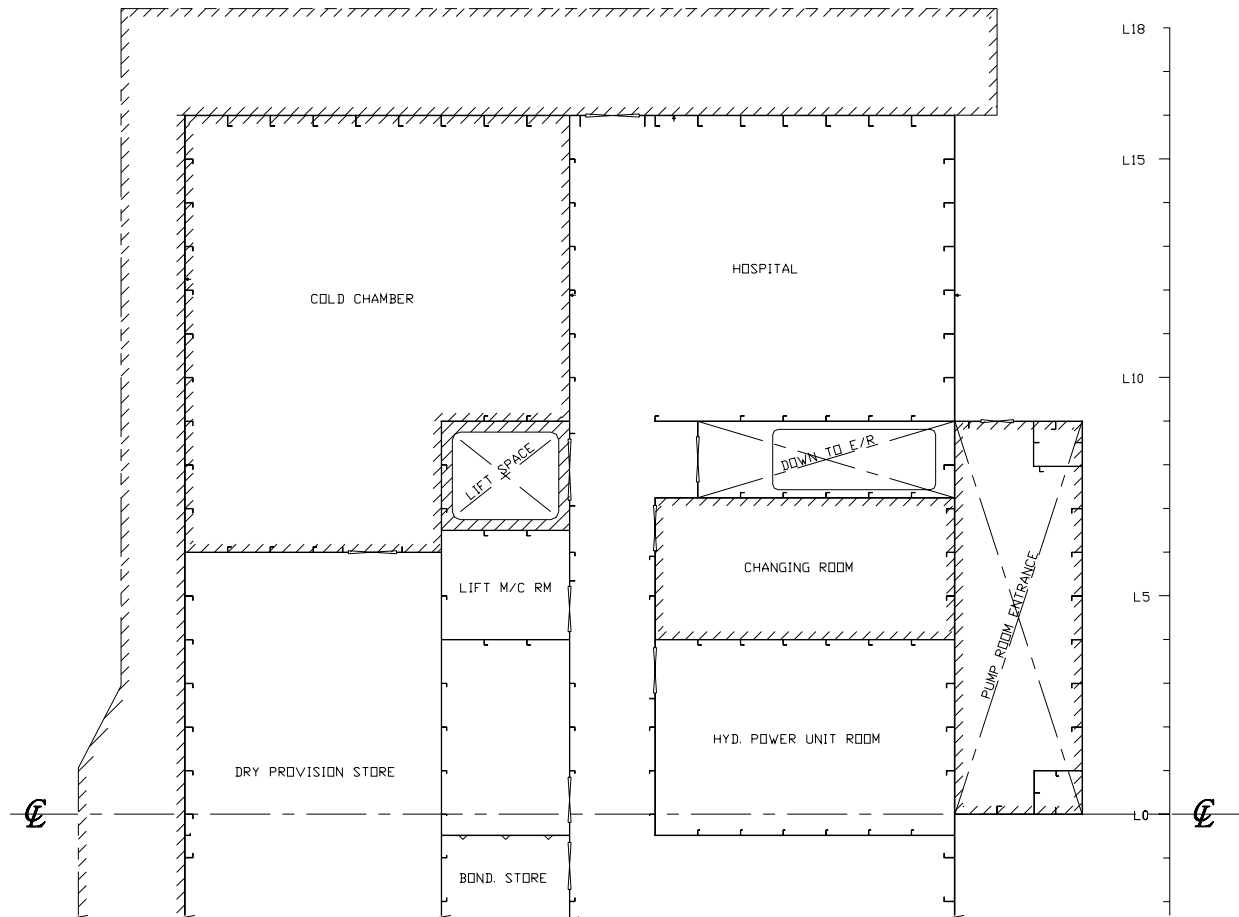 L18
L15
HOSPITAL
COLD CHAMBER
L10
LIFT SPACE
DOWN TO E/R
CHANGING ROOM
LIFT M/C RM
L5
PUMP ROOM ENTRANCE
HYD. POWER UNIT ROOM
DRY PROVISION STORE
℄
L0
℄
BOND. STORE